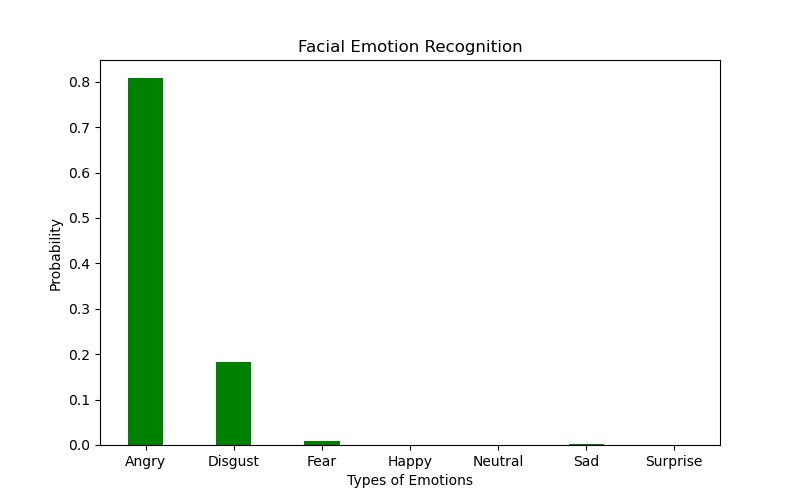 Facial Emotion Recognition
Probability
0.8
0.7
0.6
0.5
0.4
0.3
0.2
0.1
0.0
Angry Disgust Fear Happy Neutral Sad Surprise
Types of Emotions